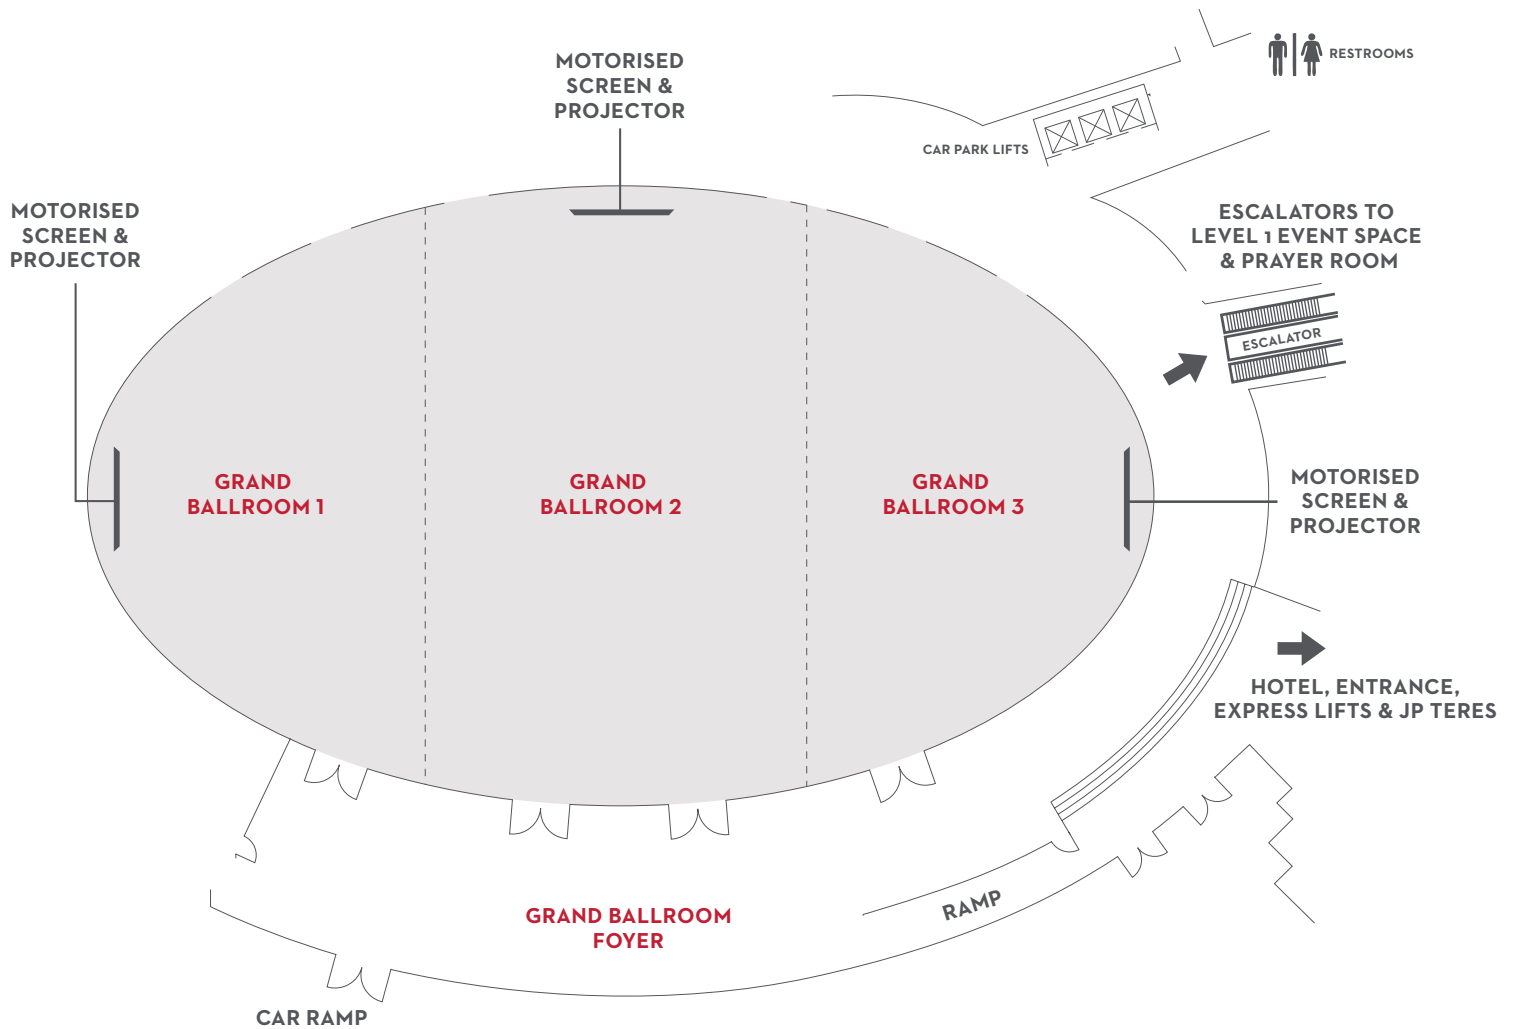 MOTORISED
SCREEN &
PROJECTOR
RESTROOMS
CAR PARK LIFTS
MOTORISED
SCREEN &
PROJECTOR
ESCALATORS TO
LEVEL 1 EVENT SPACE
& PRAYER ROOM
ESCALATOR
GRAND
BALLROOM 1
GRAND
BALLROOM 2
GRAND
BALLROOM 3
MOTORISED
SCREEN &
PROJECTOR
HOTEL, ENTRANCE,
EXPRESS LIFTS & JP TERES
RAMP
GRAND BALLROOM
FOYER
CAR RAMP